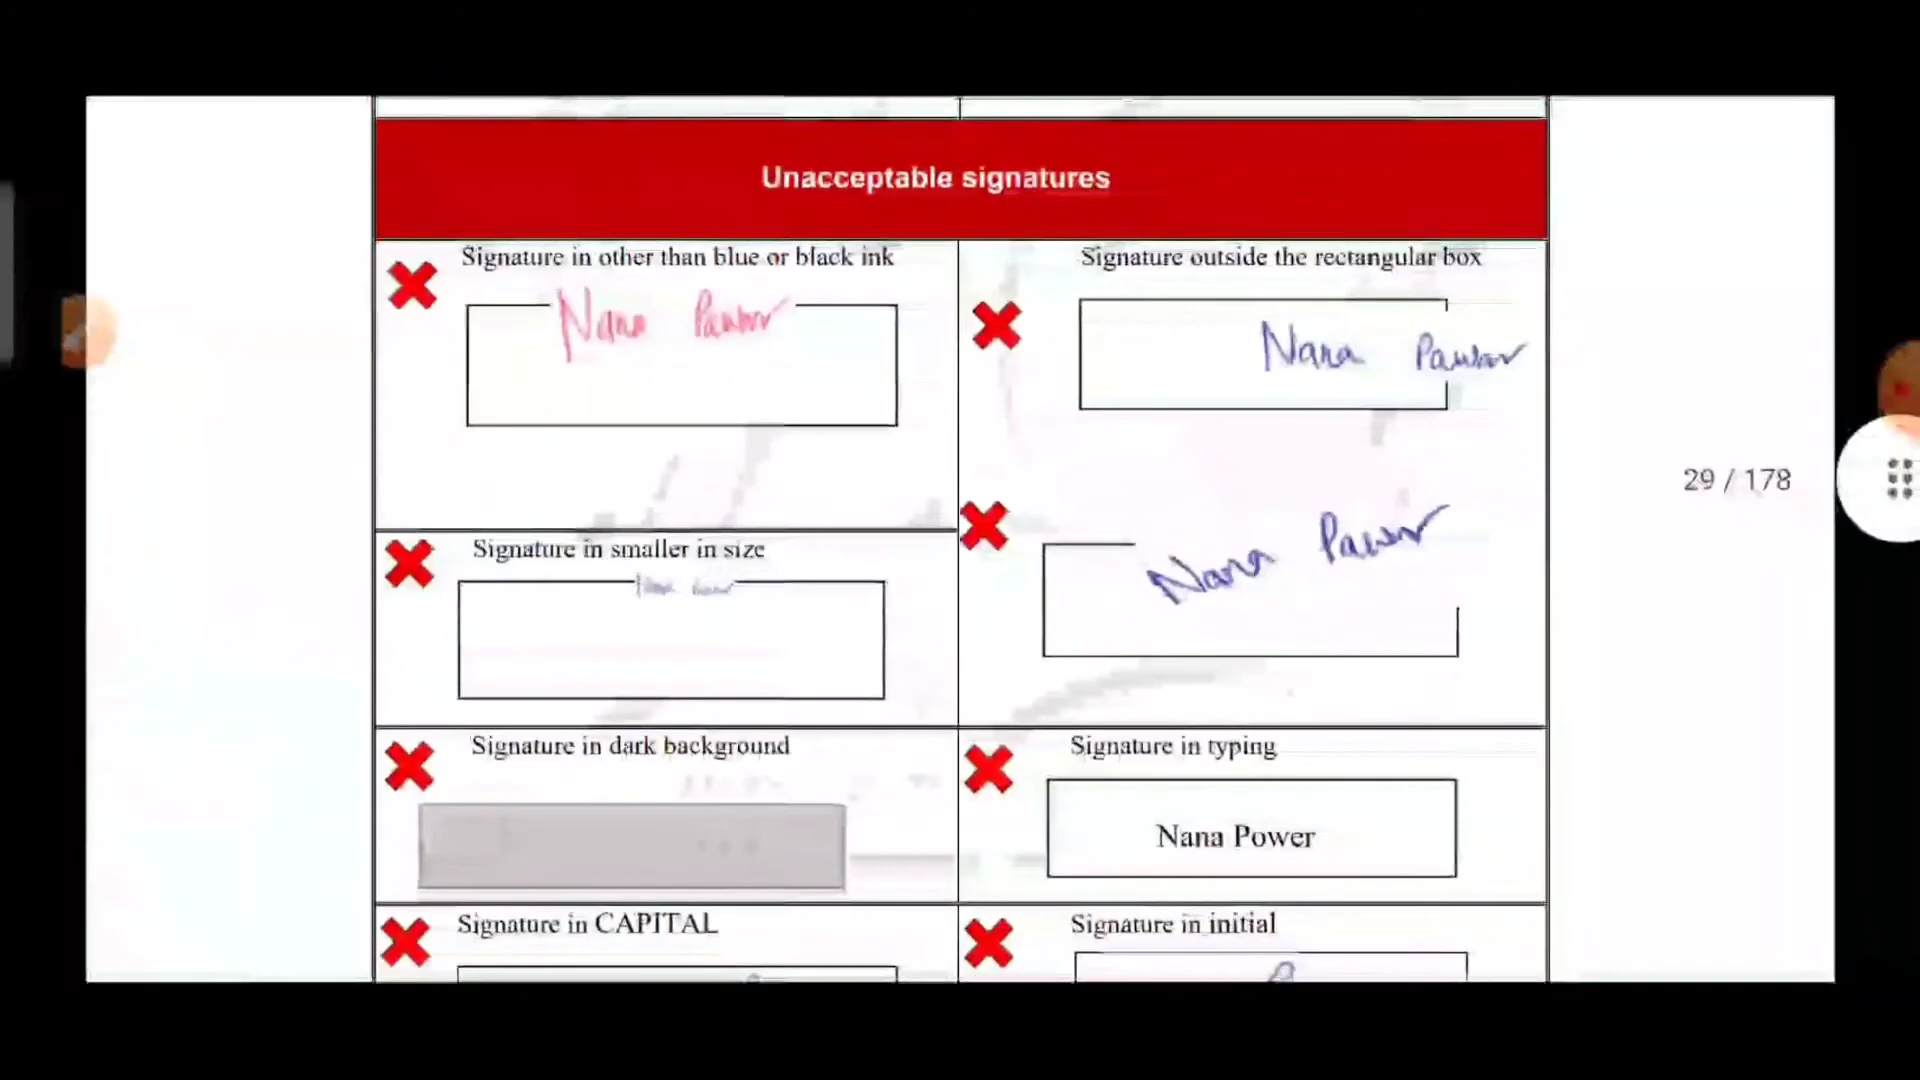 Unacceptable signatures
Signature in other than blue or black ink
Nana Pawar
Signature outside the rectangular box
Nana Pawar
Nana Pawar
Signature in smaller in size
Signature in dark background
Signature in typing
Nana Power
Signature in CAPITAL
Signature in initial
29 / 178